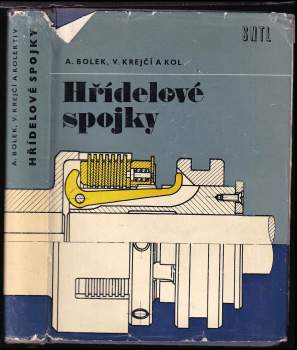 SNTL
A. BOLEK, V. KREJČÍ A KOL.
Hřídelové
spojky
A. BOLEK, V. KREJČÍ A KOLEKTIV
HŘÍDELOVÉ SPOJKY